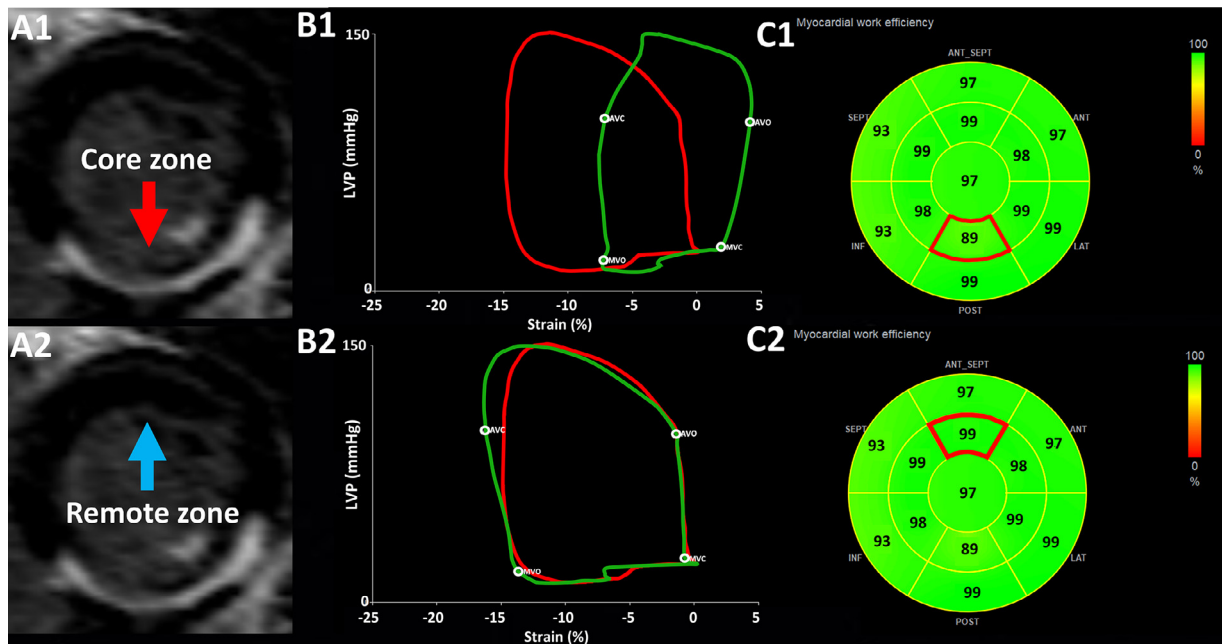 A1
Core zone
B1
150
0
LVP (mmHg)
AVC
AVO
MVO
MVC
-25
-20
-15
-10
-5
0
5
Strain (%)
C1
Myocardial work efficiency
ANT_SEPT
SEPT
ANT
INF
LAT
POST
97
93
99
97
99
98
97
98
99
93
89
99
99
100
0
%
A2
Remote zone
B2
150
0
LVP (mmHg)
AVC
AVO
MVO
MVC
-25
-20
-15
-10
-5
0
5
Strain (%)
C2
Myocardial work efficiency
ANT_SEPT
SEPT
ANT
INF
LAT
POST
97
93
99
97
99
98
97
98
99
93
89
99
99
100
0
%